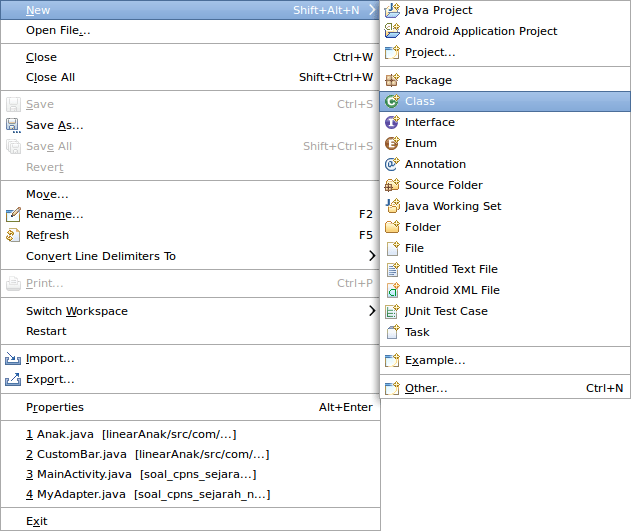 New Shift+Alt+N
Open File...
Close Ctrl+W
Close All Shift+Ctrl+W
Save Ctrl+S
Save As...
Save All Shift+Ctrl+S
Revert
Move...
Rename... F2
Refresh F5
Convert Line Delimiters To
Print... Ctrl+P
Switch Workspace
Restart
Import...
Export...
Properties Alt+Enter
1 Anak.java [linearAnak/src/com/...]
2 CustomBar.java [linearAnak/src/com/...]
3 MainActivity.java [soal_cpns_sejara...
4 MyAdapter.java [soal_cpns_sejarah_n...
Exit
Java Project
Android Application Project
Project...
Package
Class
Interface
Enum
Annotation
Source Folder
Java Working Set
Folder
File
Untitled Text File
Android XML File
JUnit Test Case
Task
Example...
Other... Ctrl+N